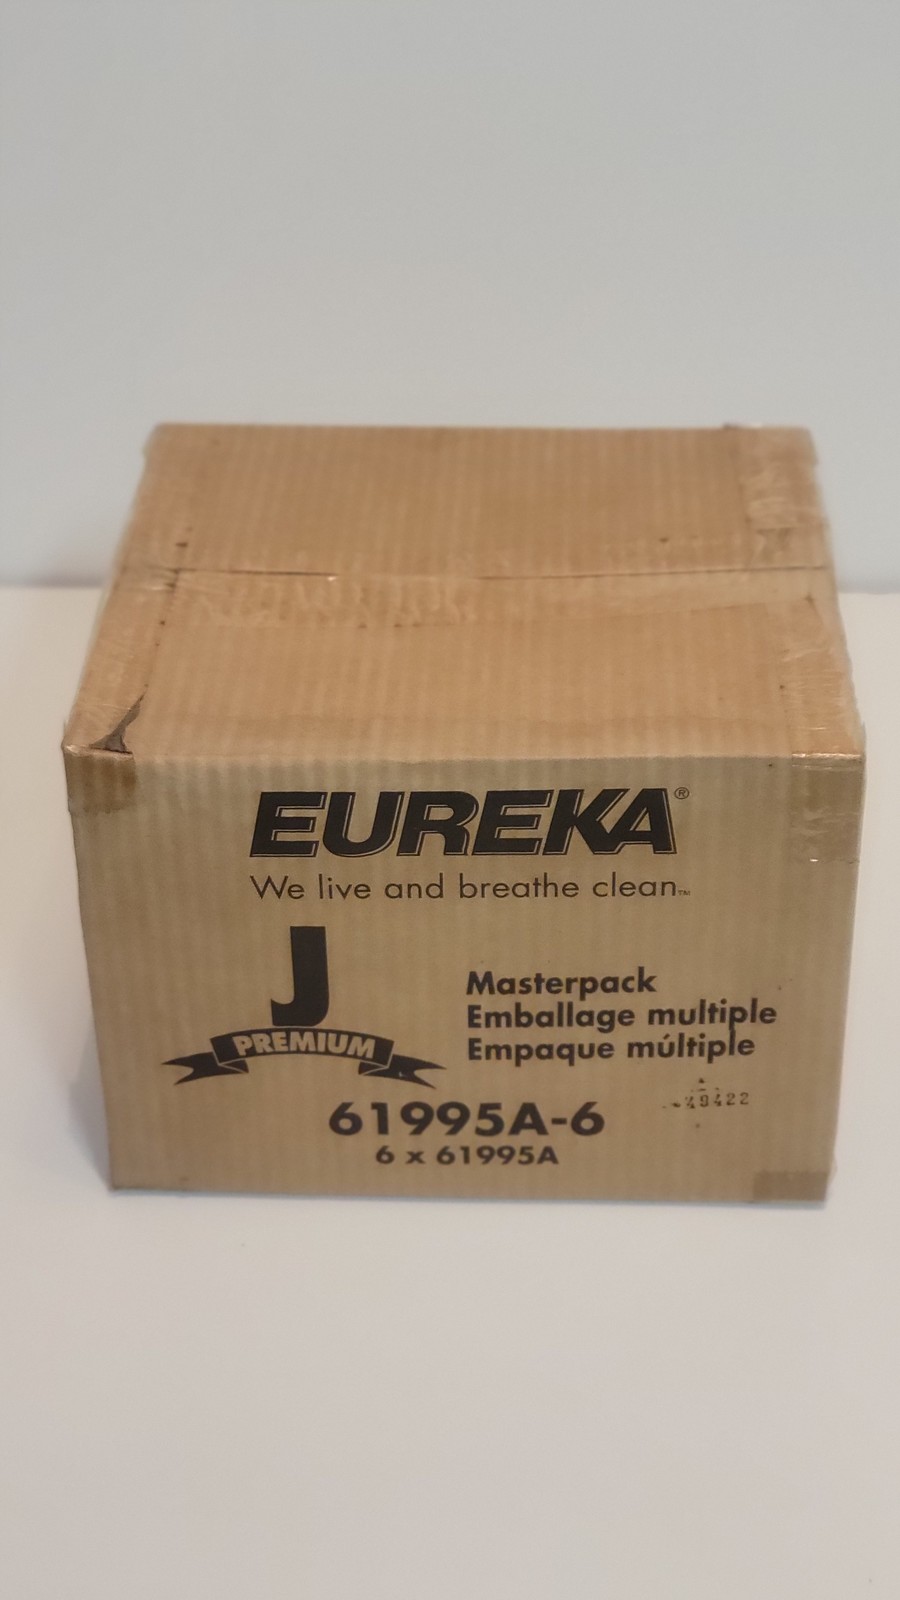 EUREKA®
We live and breathe clean™
J
PREMIUM
Masterpack
Emballage multiple
Empaque múltiple
61995A-6
6 x 61995A